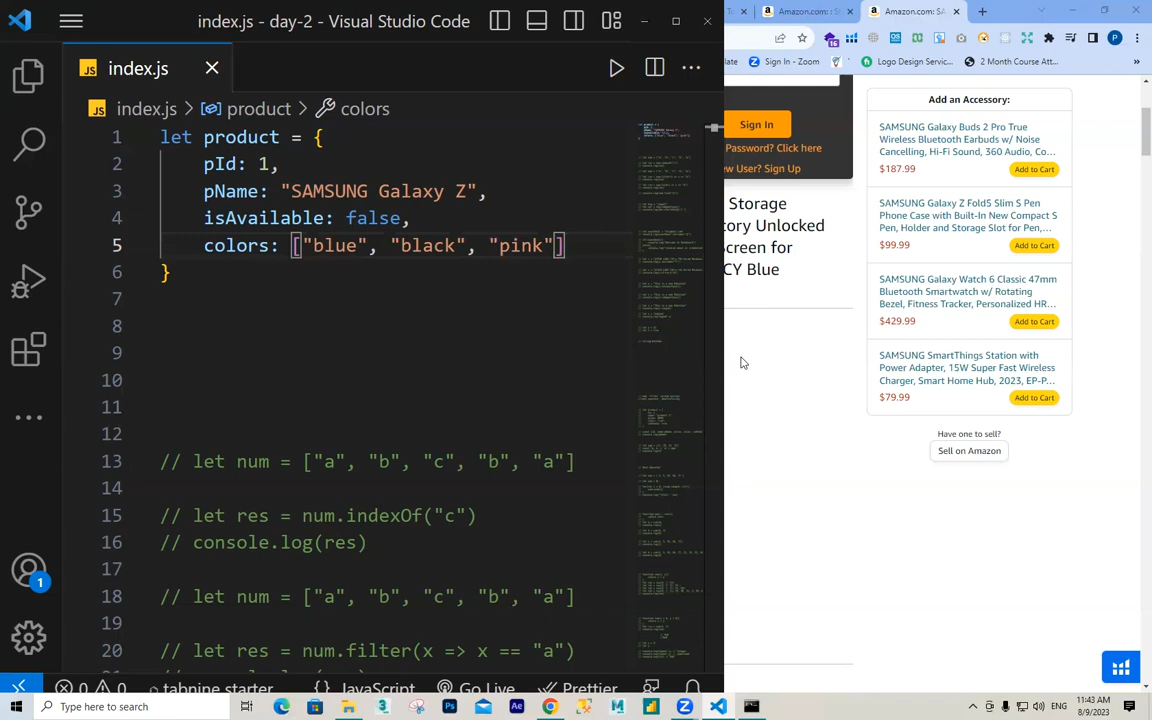 index.js - day-2 - Visual Studio Code
JS index.js
JS index.js > product > colors
1 let product = {
2 pId: 1,
3 pName: "SAMSUNG Galaxy Z",
4 isAvailable: false,
5 colors: ["blue", "black", "pink"]
6 }
7
8
9
10
11
12
13 // let num = ["a", "b", "c", "b", "a"]
14
15 // let res = num.indexOf("c")
16 // console.log(res)
17
18 // let num = ["a", "b", "c", "b", "a"]
19
20 // let res = num.filter(x => x == "a")
1
0 0 tabnine starter {} JavaScript Go Live Prettier
Amazon.com: : S
Amazon.com: SA
16
P
late Sign In - Zoom Logo Design Servic... 2 Month Course Att... »
Sign In
Password? Click here
ew User? Sign Up
Storage
ory Unlocked
Screen for
CY Blue
Add an Accessory:
SAMSUNG Galaxy Buds 2 Pro True
Wireless Bluetooth Earbuds w/ Noise
Cancelling, Hi-Fi Sound, 360 Audio, Co...
$187.99 Add to Cart
SAMSUNG Galaxy Z Fold5 Slim S Pen
Phone Case with Built-In New Compact S
Pen, Holder and Storage Slot for Pen,...
$99.99 Add to Cart
SAMSUNG Galaxy Watch 6 Classic 47mm
Bluetooth Smartwatch w/ Rotating
Bezel, Fitness Tracker, Personalized HR...
$429.99 Add to Cart
SAMSUNG SmartThings Station with
Power Adapter, 15W Super Fast Wireless
Charger, Smart Home Hub, 2023, EP-P...
$79.99 Add to Cart
Have one to sell?
Sell on Amazon
Type here to search
ENG
11:43 AM
8/9/2023